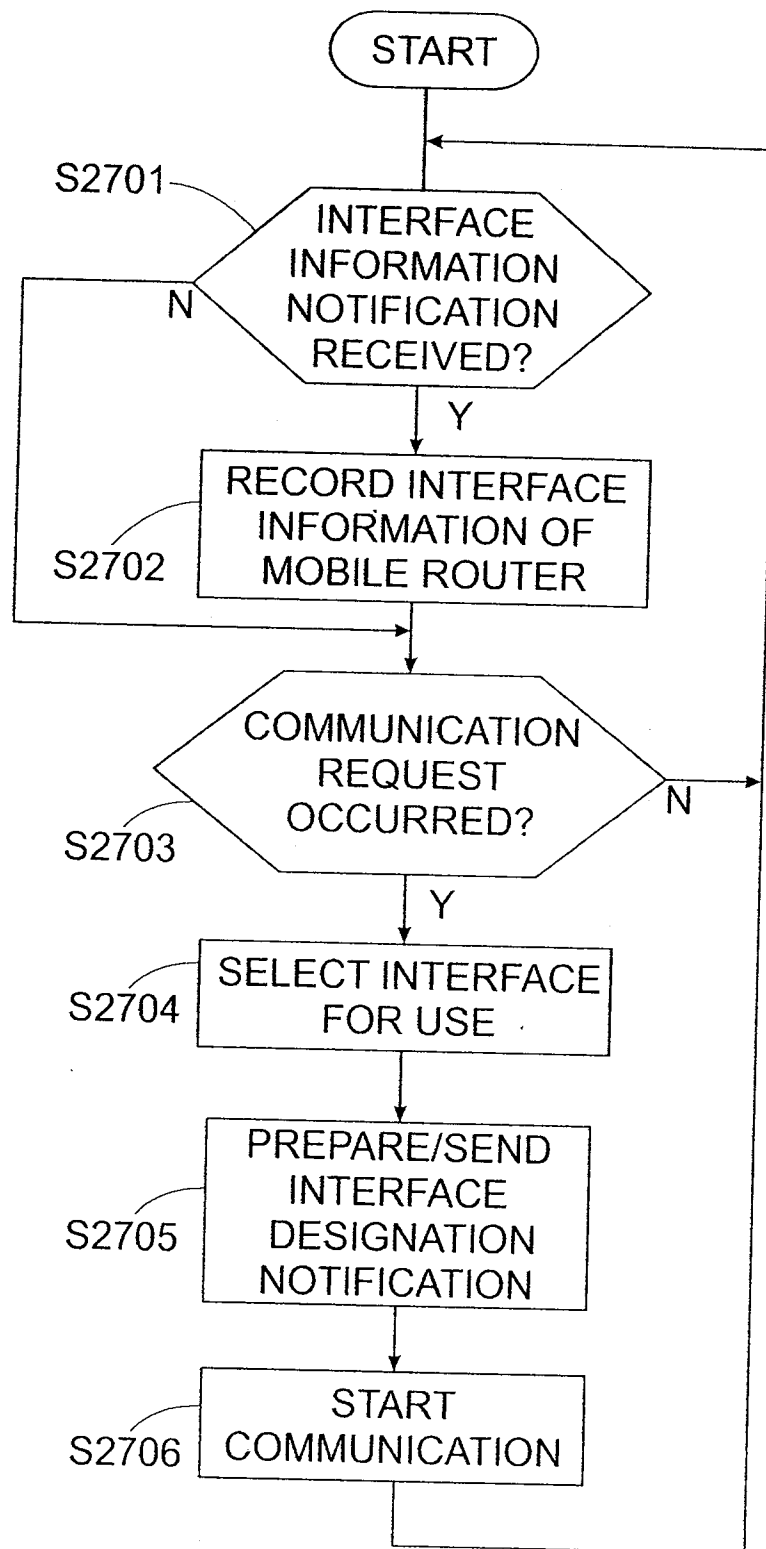 START
S2701
INTERFACE
INFORMATION
NOTIFICATION
RECEIVED?
N
Y
RECORD INTERFACE
INFORMATION OF
MOBILE ROUTER
S2702
COMMUNICATION
REQUEST
OCCURRED?
N
S2703
Y
SELECT INTERFACE
FOR USE
S2704
PREPARE/SEND
INTERFACE
DESIGNATION
NOTIFICATION
S2705
START
COMMUNICATION
S2706